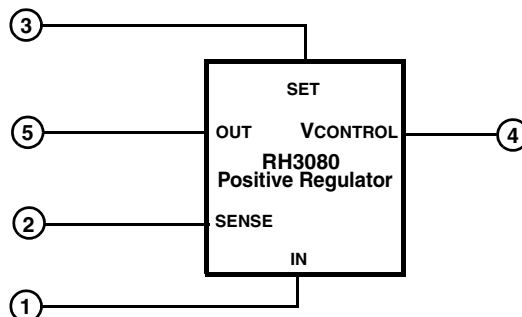 3
SET
5
OUT VCONTROL
4
RH3080
Positive Regulator
2
SENSE
IN
1